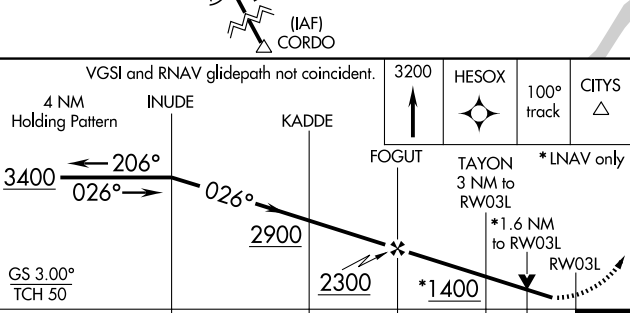 (IAF)
CORDO
VGSI and RNAV glidepath not coincident.
3200
HESOX
100°
track
CITYS
4 NM
Holding Pattern
INUDE
KADDE
FOGUT
TAYON
3 NM to
RW03L
*LNAV only
3400
206°
026°
026°
2900
*1.6 NM
to RW03L
RW03L
2300
*1400
GS 3.00°
TCH 50